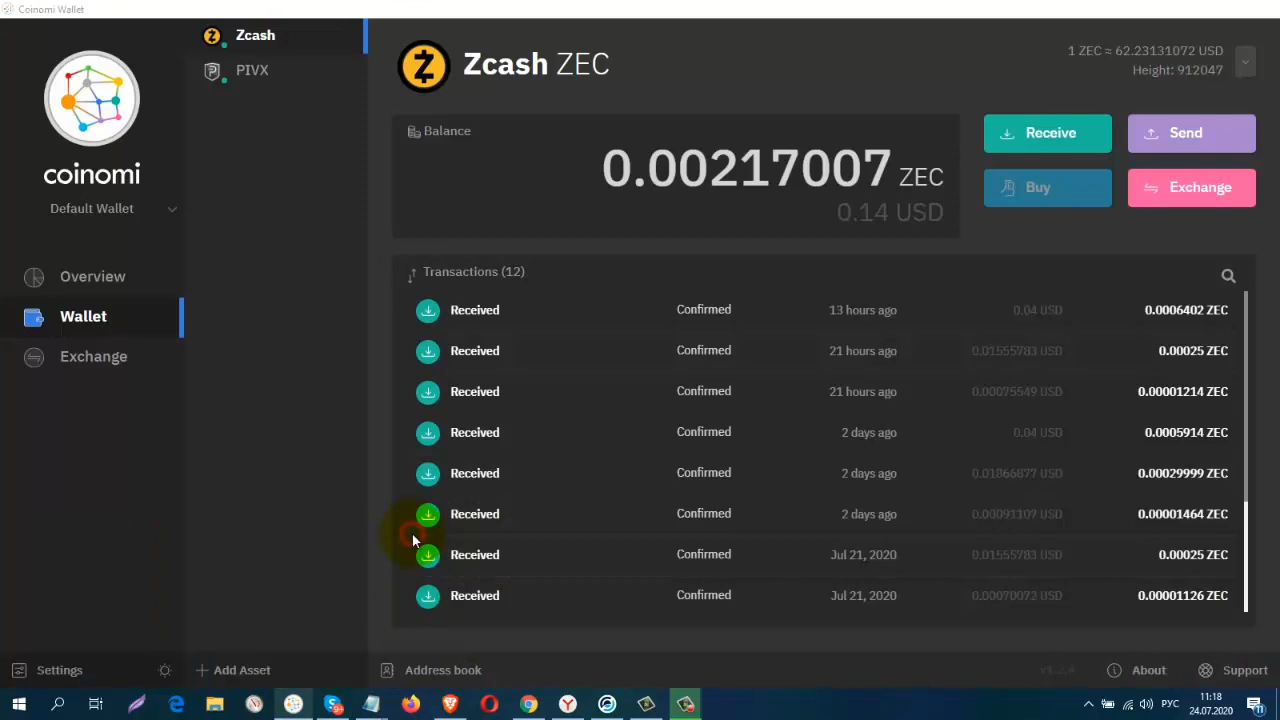 Coinomi Wallet
coinomi
Default Wallet
Overview
Wallet
Exchange
Zcash
PIVX
Zcash ZEC
1 ZEC ≈ 62.23131072 USD
Height: 912047
Balance
0.00217007 ZEC
0.14 USD
Receive
Send
Buy
Exchange
Transactions (12)
Received Confirmed 13 hours ago 0.04 USD 0.0006402 ZEC
Received Confirmed 21 hours ago 0.01555783 USD 0.00025 ZEC
Received Confirmed 21 hours ago 0.00075549 USD 0.00001214 ZEC
Received Confirmed 2 days ago 0.04 USD 0.0005914 ZEC
Received Confirmed 2 days ago 0.01866877 USD 0.00029999 ZEC
Received Confirmed 2 days ago 0.00091107 USD 0.00001464 ZEC
Received Confirmed Jul 21, 2020 0.01555783 USD 0.00025 ZEC
Received Confirmed Jul 21, 2020 0.00070072 USD 0.00001126 ZEC
Settings
Add Asset
Address book
v1.2.4
About
Support
РУС
11:18
24.07.2020
11